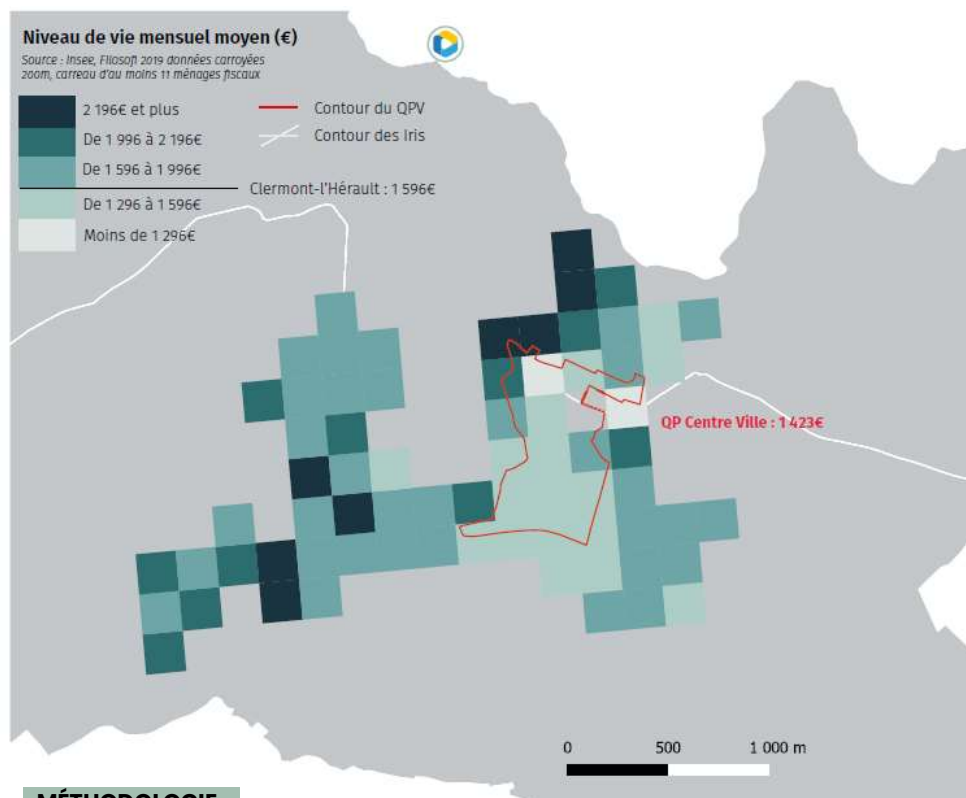 Niveau de vie mensuel moyen (€)
Source : Insee, Filosofi 2019 données carroyées
200m, carreau d'au moins 11 ménages fiscaux
2 196€ et plus
De 1 996 à 2 196€
De 1 596 à 1 996€
De 1 296 à 1 596€
Moins de 1 296€
Contour du QPV
Contour des Iris
Clermont-l'Hérault : 1 596€
QP Centre Ville : 1 423€
0 500 1 000 m
MÉTHODOLOGIE